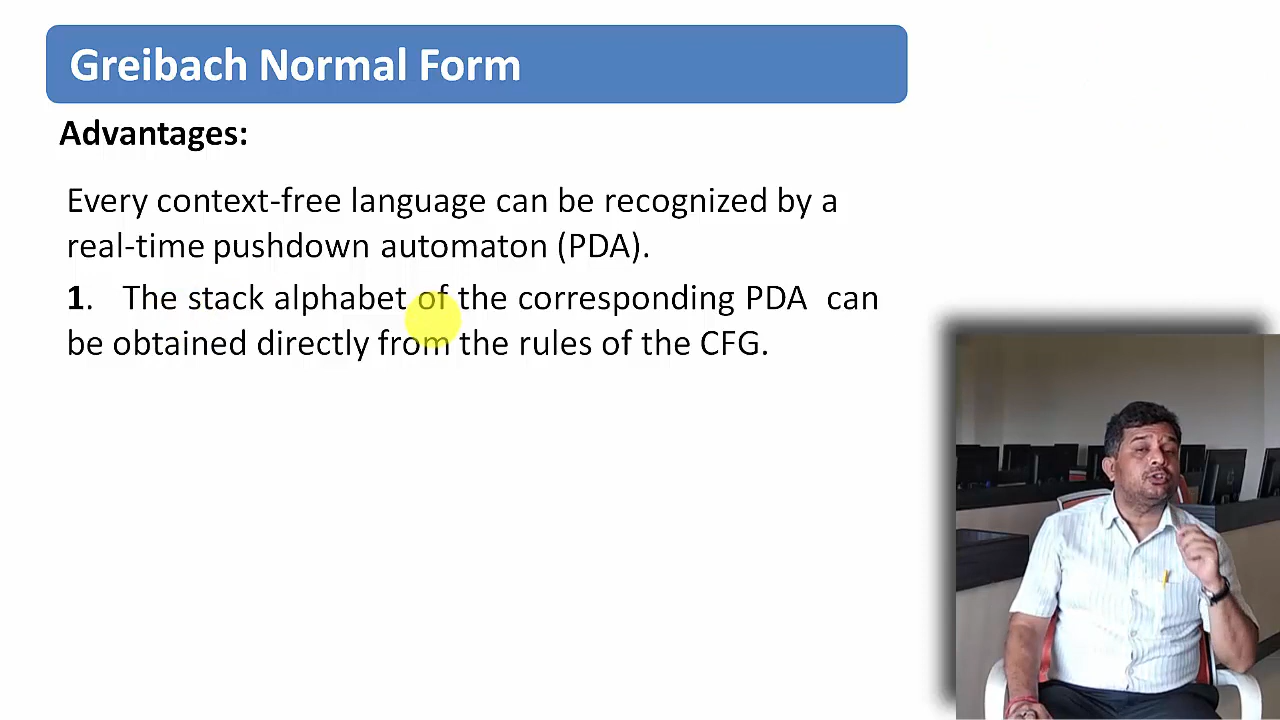 Greibach Normal Form
Advantages:
Every context-free language can be recognized by a
real-time pushdown automaton (PDA).
1. The stack alphabet of the corresponding PDA can
be obtained directly from the rules of the CFG.